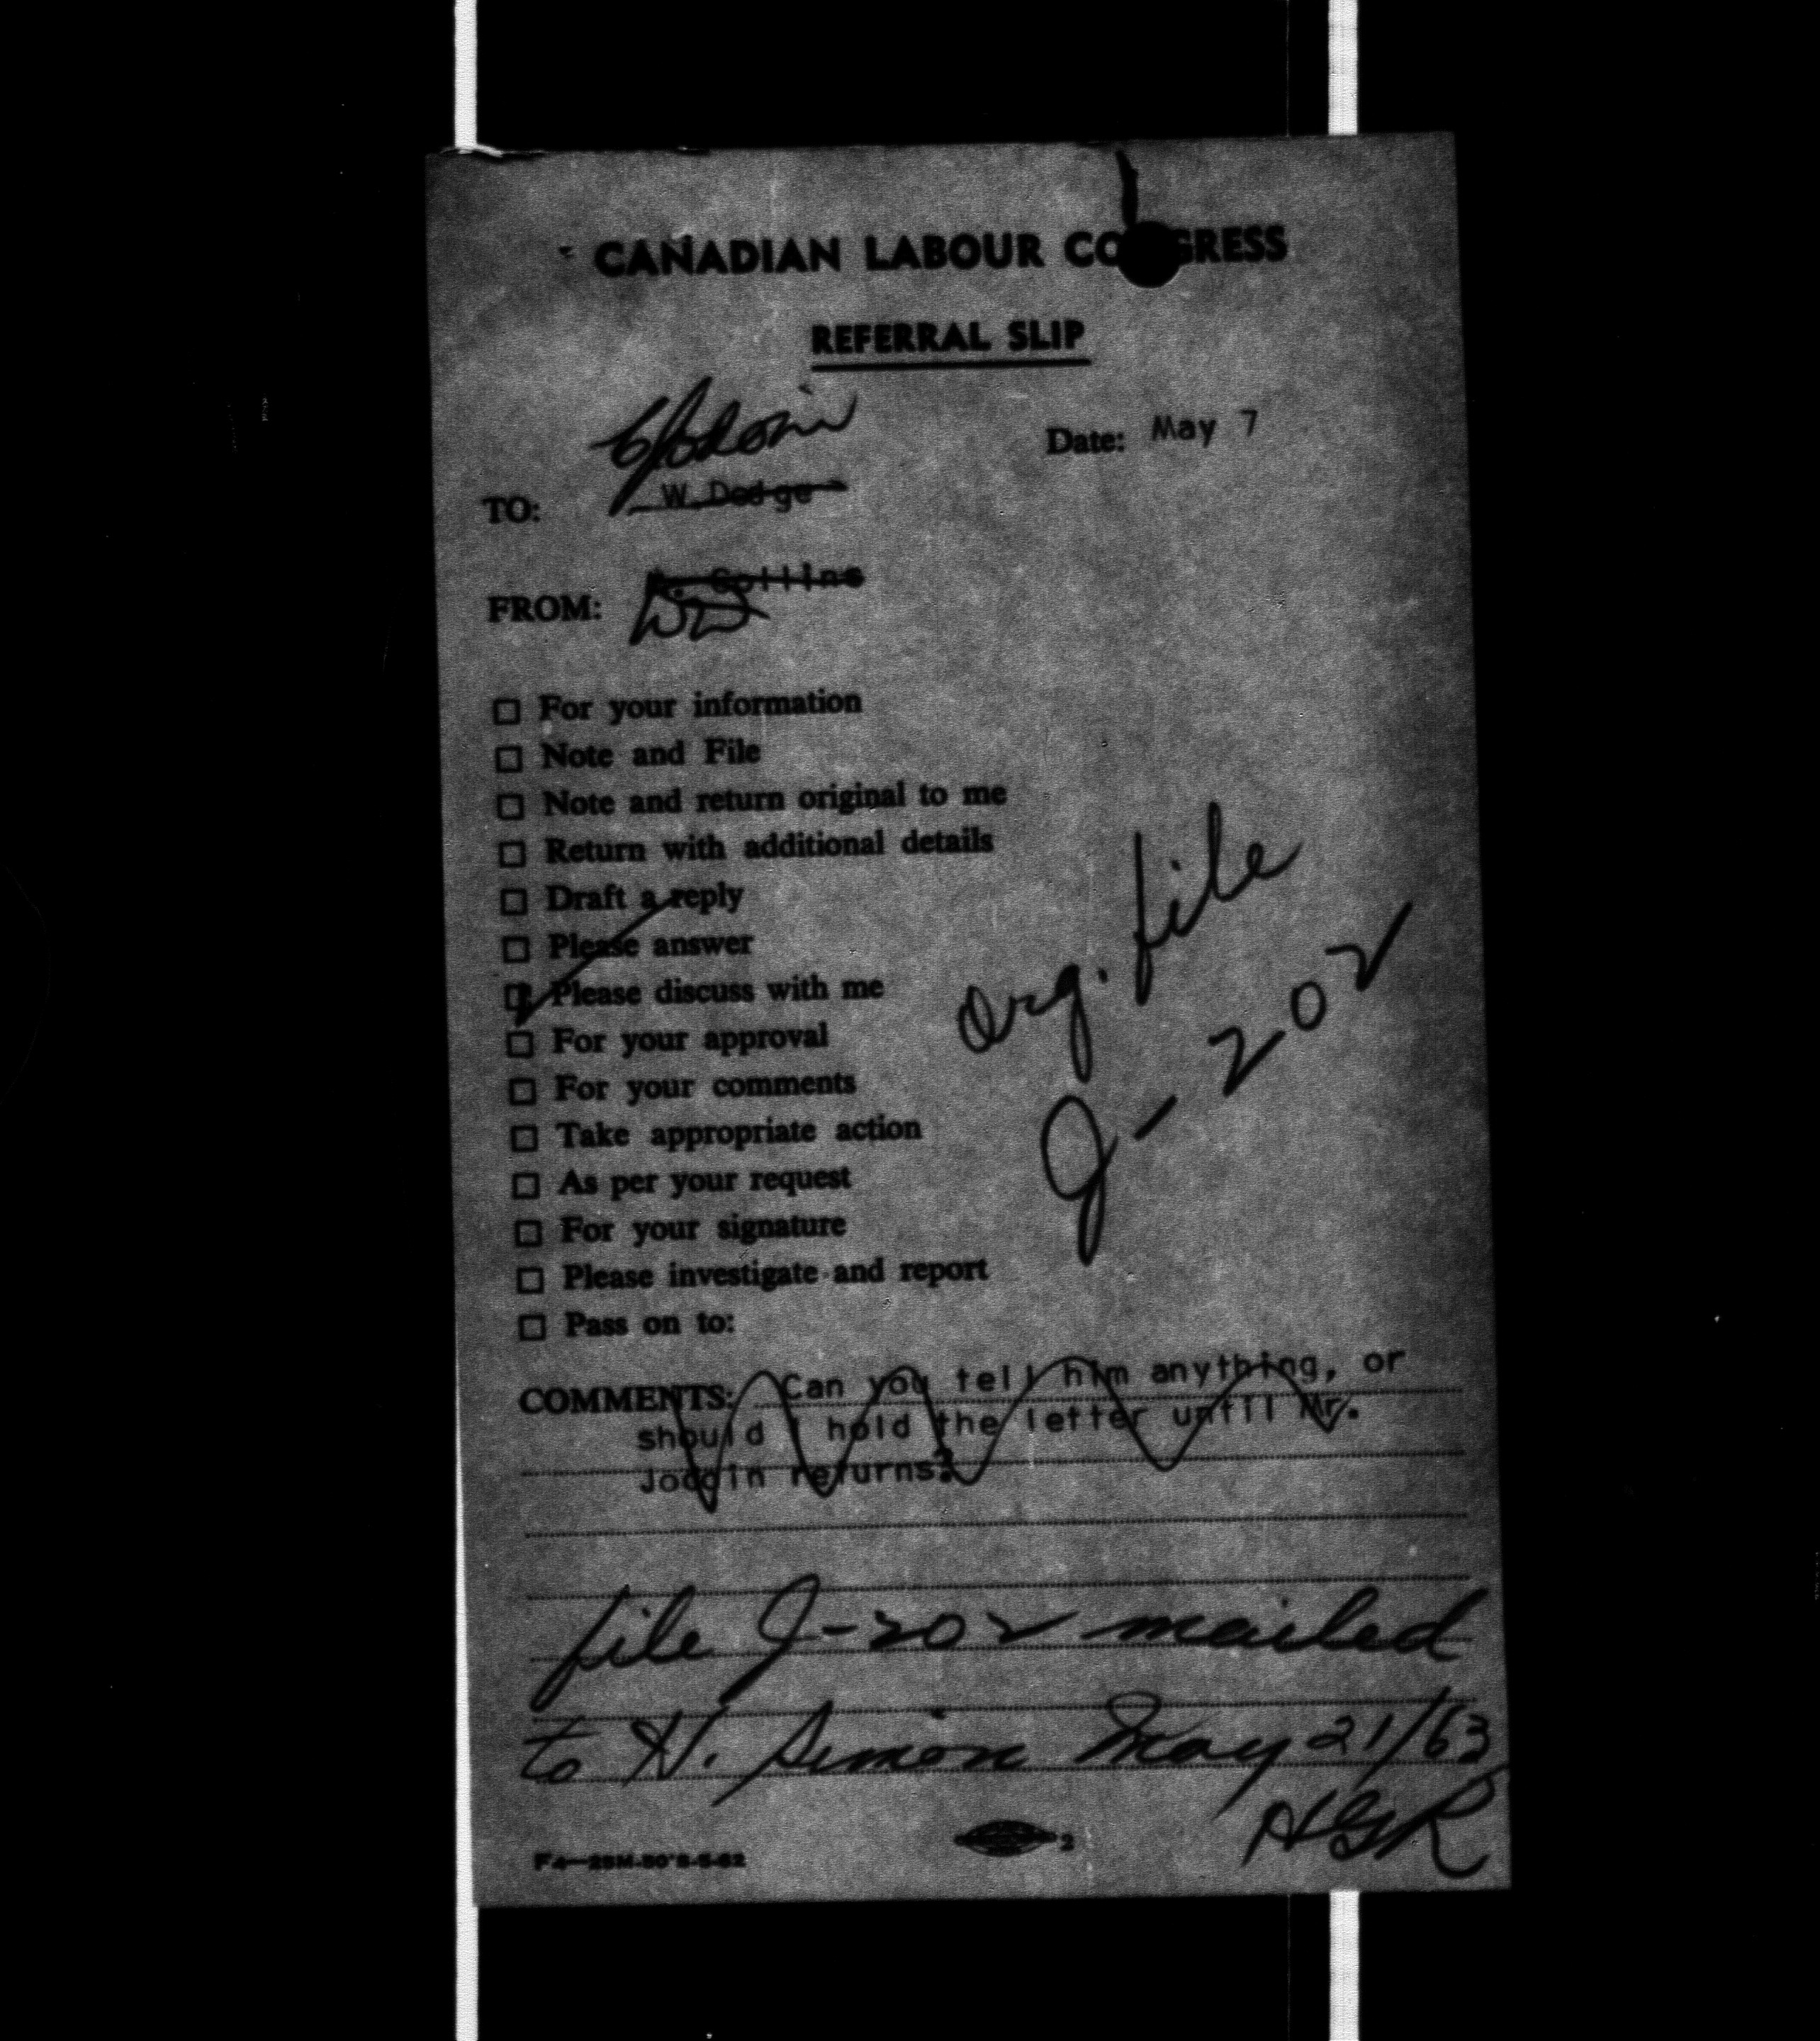 CANADIAN LABOUR CONGRESS
REFERRAL SLIP
Date: May 7
TO: W. Dodge
FROM: A. Collins
WD
☐ For your information
☐ Note and File
☐ Note and return original to me
☐ Return with additional details
☐ Draft a reply
☐ Please answer
☑ Please discuss with me
☐ For your approval
☐ For your comments
☐ Take appropriate action
☐ As per your request
☐ For your signature
☐ Please investigate and report
☐ Pass on to:
Org. file
J-202
COMMENTS: Can you tell him anything, or
should I hold the letter until Mr.
Jodoin returns?
file J-202 mailed
to H. Simon May 21/63
2